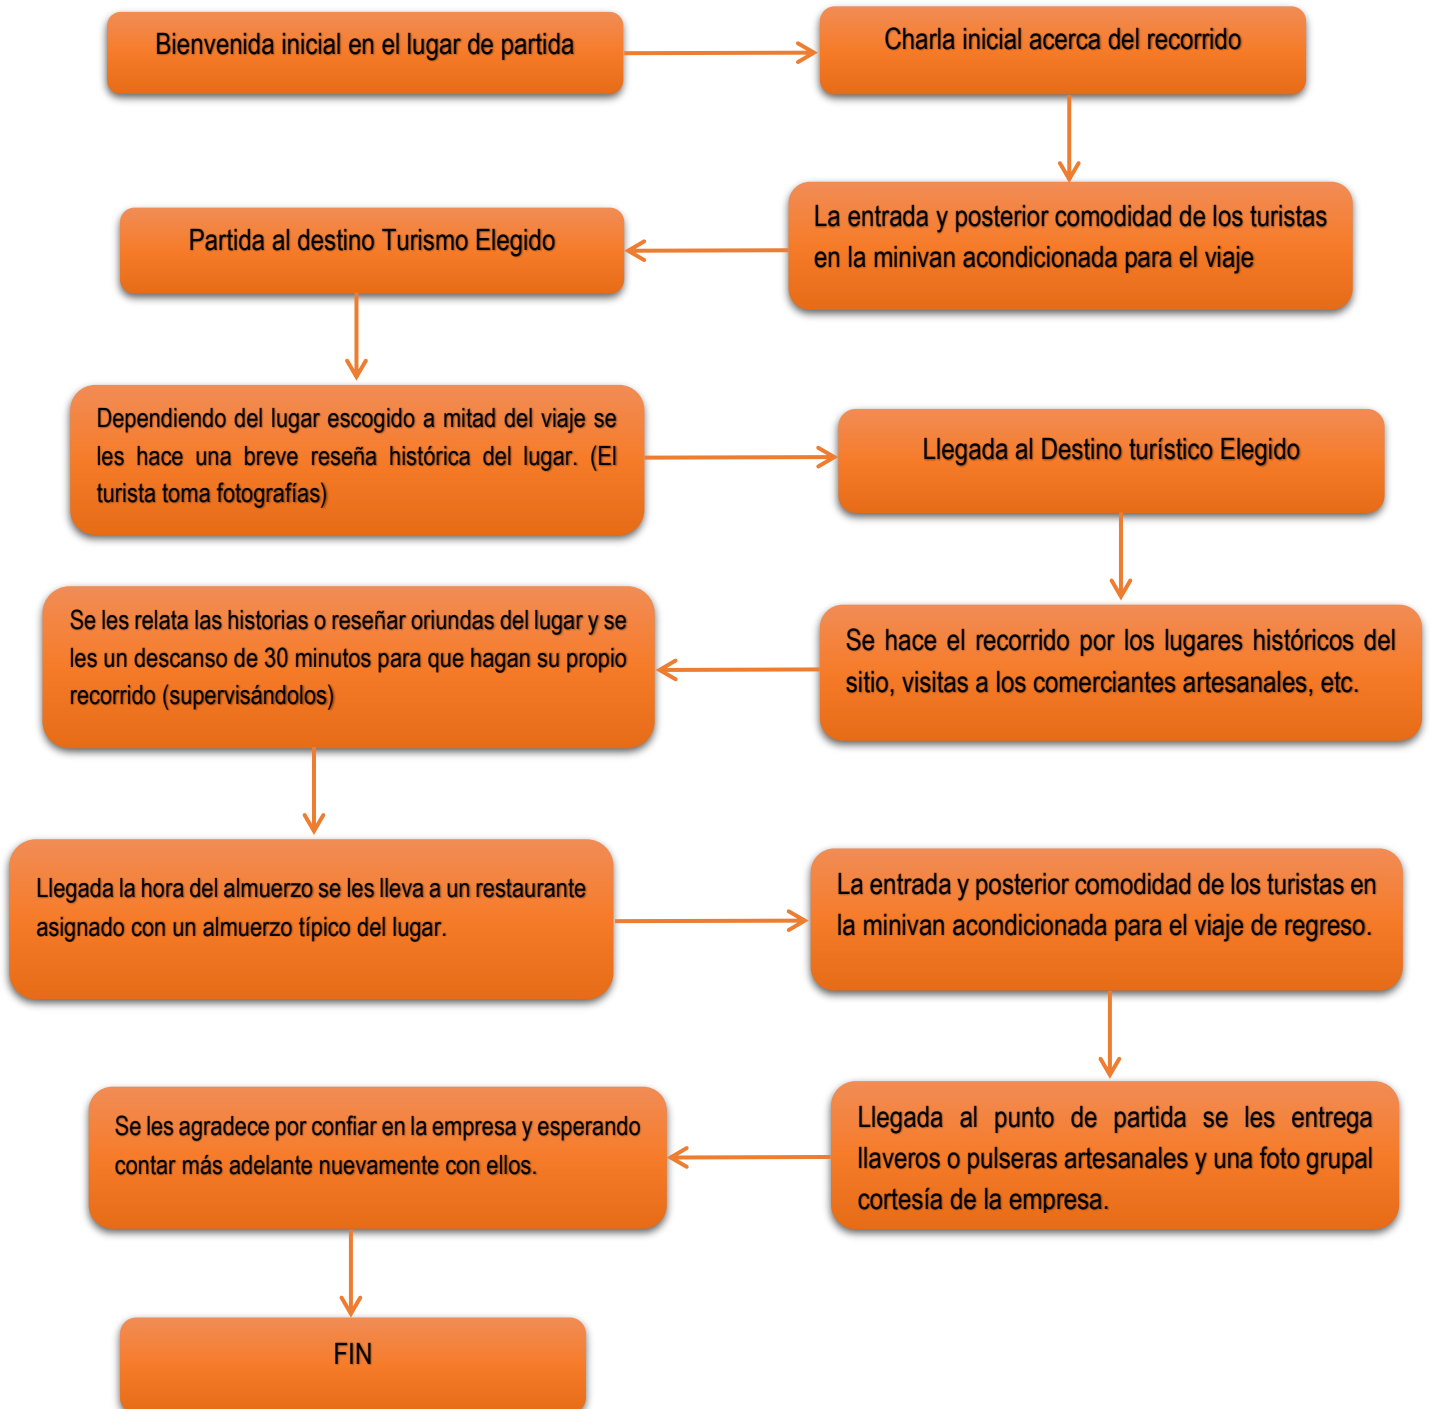 Bienvenida inicial en el lugar de partida
Charla inicial acerca del recorrido
La entrada y posterior comodidad de los turistas
en la minivan acondicionada para el viaje
Partida al destino Turismo Elegido
Dependiendo del lugar escogido a mitad del viaje se
les hace una breve reseña histórica del lugar. (El
turista toma fotografías)
Llegada al Destino turístico Elegido
Se hace el recorrido por los lugares históricos del
sitio, visitas a los comerciantes artesanales, etc.
Se les relata las historias o reseñar oriundas del lugar y se
les un descanso de 30 minutos para que hagan su propio
recorrido (supervisándolos)
Llegada la hora del almuerzo se les lleva a un restaurante
asignado con un almuerzo típico del lugar.
La entrada y posterior comodidad de los turistas en
la minivan acondicionada para el viaje de regreso.
Llegada al punto de partida se les entrega
llaveros o pulseras artesanales y una foto grupal
cortesía de la empresa.
Se les agradece por confiar en la empresa y esperando
contar más adelante nuevamente con ellos.
FIN